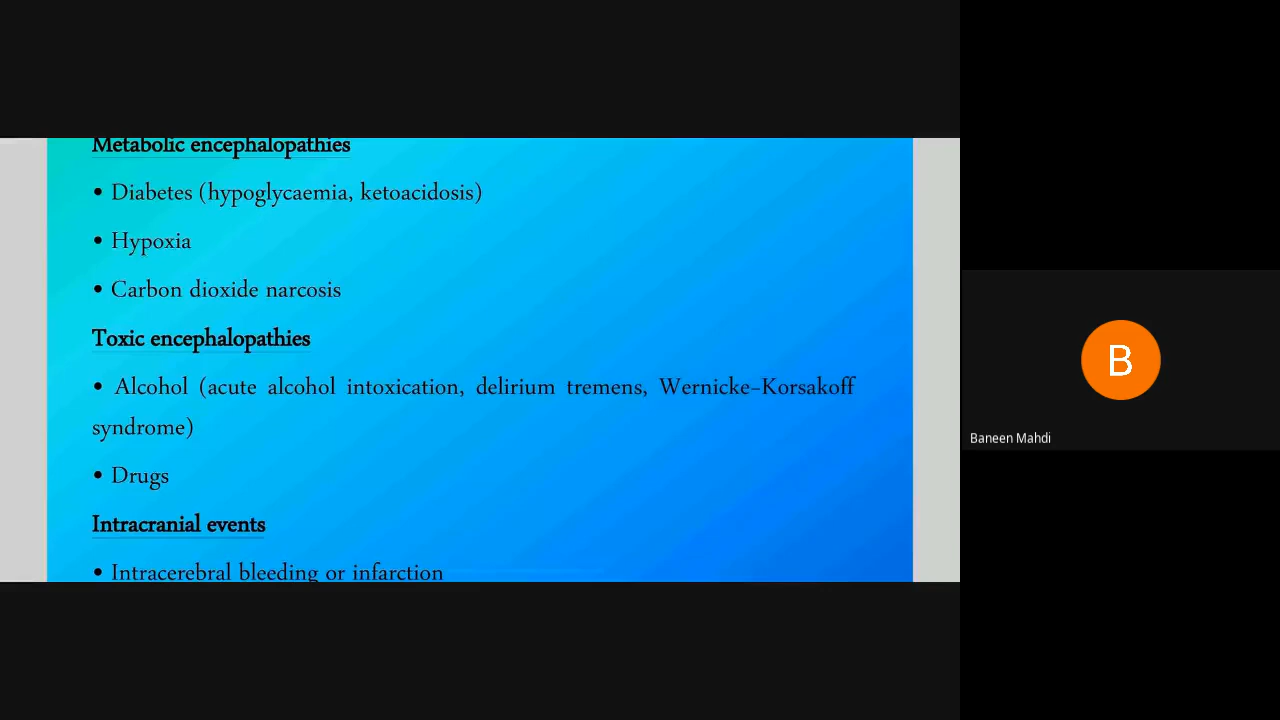 Metabolic encephalopathies
• Diabetes (hypoglycaemia, ketoacidosis)
• Hypoxia
• Carbon dioxide narcosis
Toxic encephalopathies
• Alcohol (acute alcohol intoxication, delirium tremens, Wernicke–Korsakoff
syndrome)
• Drugs
Intracranial events
• Intracerebral bleeding or infarction
B
Baneen Mahdi